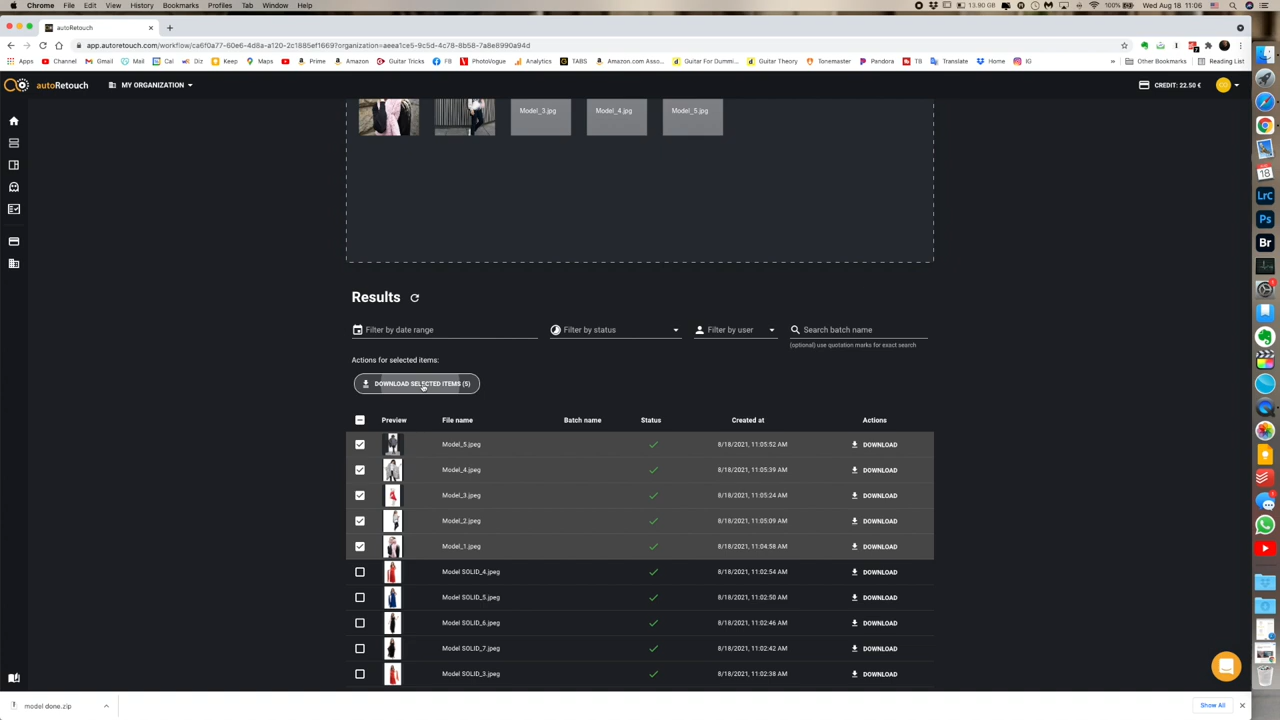 Chrome File Edit View History Bookmarks Profiles Tab Window Help 13.90 GB 100% Wed Aug 18 11:06
autoRetouch
app.autoretouch.com/workflow/ca6f0a77-60e6-4d8a-a120-2c1885ef1669?organization=aeea1ce5-9c5d-4c78-8b58-7a8e8990a94d
Apps Channel Gmail Mail Cal Diz Keep Maps Prime Amazon Guitar Tricks FB PhotoVogue Analytics TABS Amazon.com Asso... Guitar For Dummi... Guitar Theory Tonemaster Pandora TB Translate Home IG » Other Bookmarks Reading List
autoRetouch MY ORGANIZATION CREDIT: 22.50 €
Model_3.jpg Model_4.jpg Model_5.jpg
Results
Filter by date range Filter by status Filter by user Search batch name
(optional) use quotation marks for exact search
Actions for selected items:
DOWNLOAD SELECTED ITEMS (5)
Preview File name Batch name Status Created at Actions
Model_5.jpeg 8/18/2021, 11:05:52 AM DOWNLOAD
Model_4.jpeg 8/18/2021, 11:05:39 AM DOWNLOAD
Model_3.jpeg 8/18/2021, 11:05:24 AM DOWNLOAD
Model_2.jpeg 8/18/2021, 11:05:09 AM DOWNLOAD
Model_1.jpeg 8/18/2021, 11:04:58 AM DOWNLOAD
Model SOLID_4.jpeg 8/18/2021, 11:02:54 AM DOWNLOAD
Model SOLID_5.jpeg 8/18/2021, 11:02:50 AM DOWNLOAD
Model SOLID_6.jpeg 8/18/2021, 11:02:46 AM DOWNLOAD
Model SOLID_7.jpeg 8/18/2021, 11:02:42 AM DOWNLOAD
Model SOLID_3.jpeg 8/18/2021, 11:02:38 AM DOWNLOAD
model done.zip Show All
18
LrC
Ps
Br